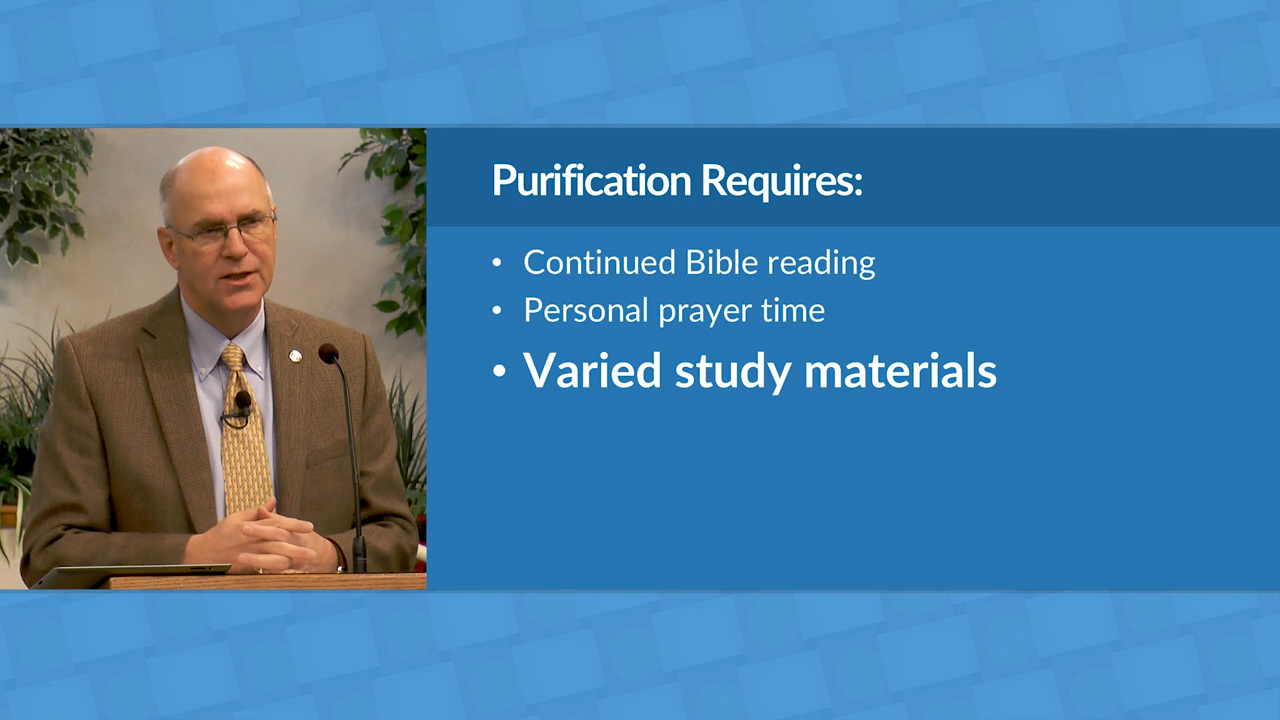 Purification Requires:
• Continued Bible reading
• Personal prayer time
• Varied study materials